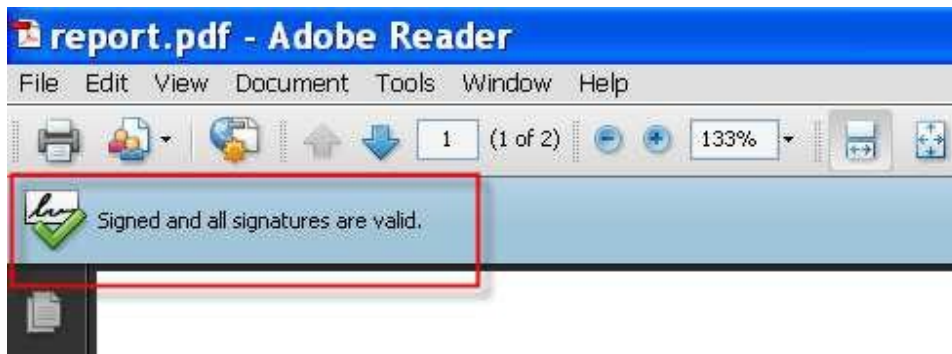 report.pdf - Adobe Reader
File Edit View Document Tools Window Help
1 (1 of 2) 133%
Signed and all signatures are valid.